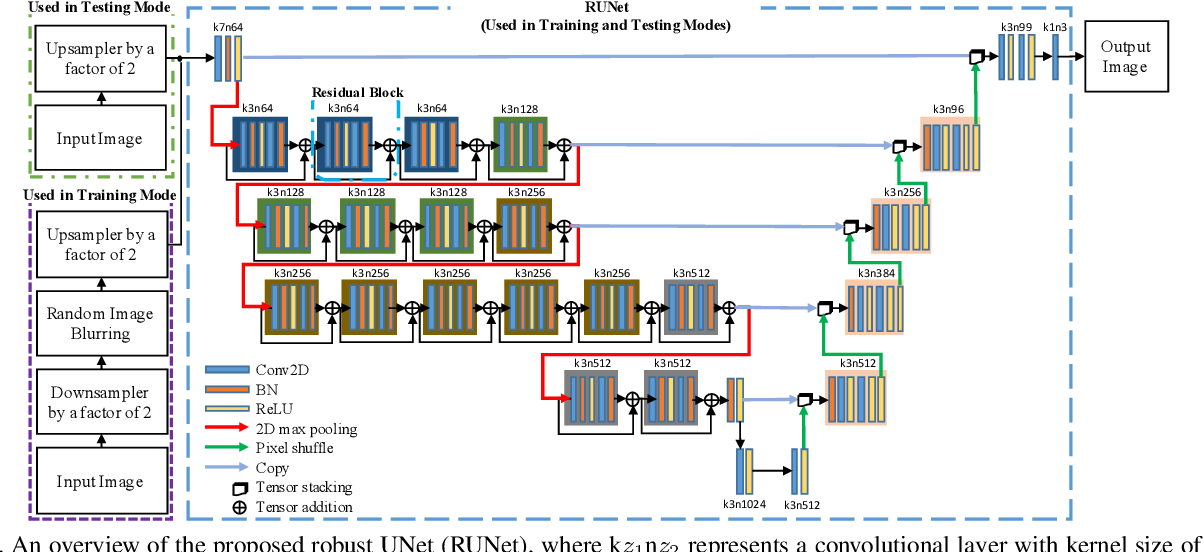 Used in Testing Mode
Upsampler by a
factor of 2
Input Image
Used in Training Mode
Upsampler by a
factor of 2
Random Image
Blurring
Downsampler
by a factor of 2
Input Image
RUNet
(Used in Training and Testing Modes)
k7n64
k3n99 k1n3
Output
Image
Residual Block
k3n64 k3n64 k3n64 k3n128
k3n96
k3n128 k3n128 k3n128 k3n256
k3n256
k3n256 k3n256 k3n256 k3n256 k3n256 k3n512
k3n384
k3n512 k3n512
k3n512
k3n1024 k3n512
Conv2D
BN
ReLU
2D max pooling
Pixel shuffle
Copy
Tensor stacking
Tensor addition
. An overview of the proposed robust UNet (RUNet), where kz1nz2 represents a convolutional layer with kernel size of